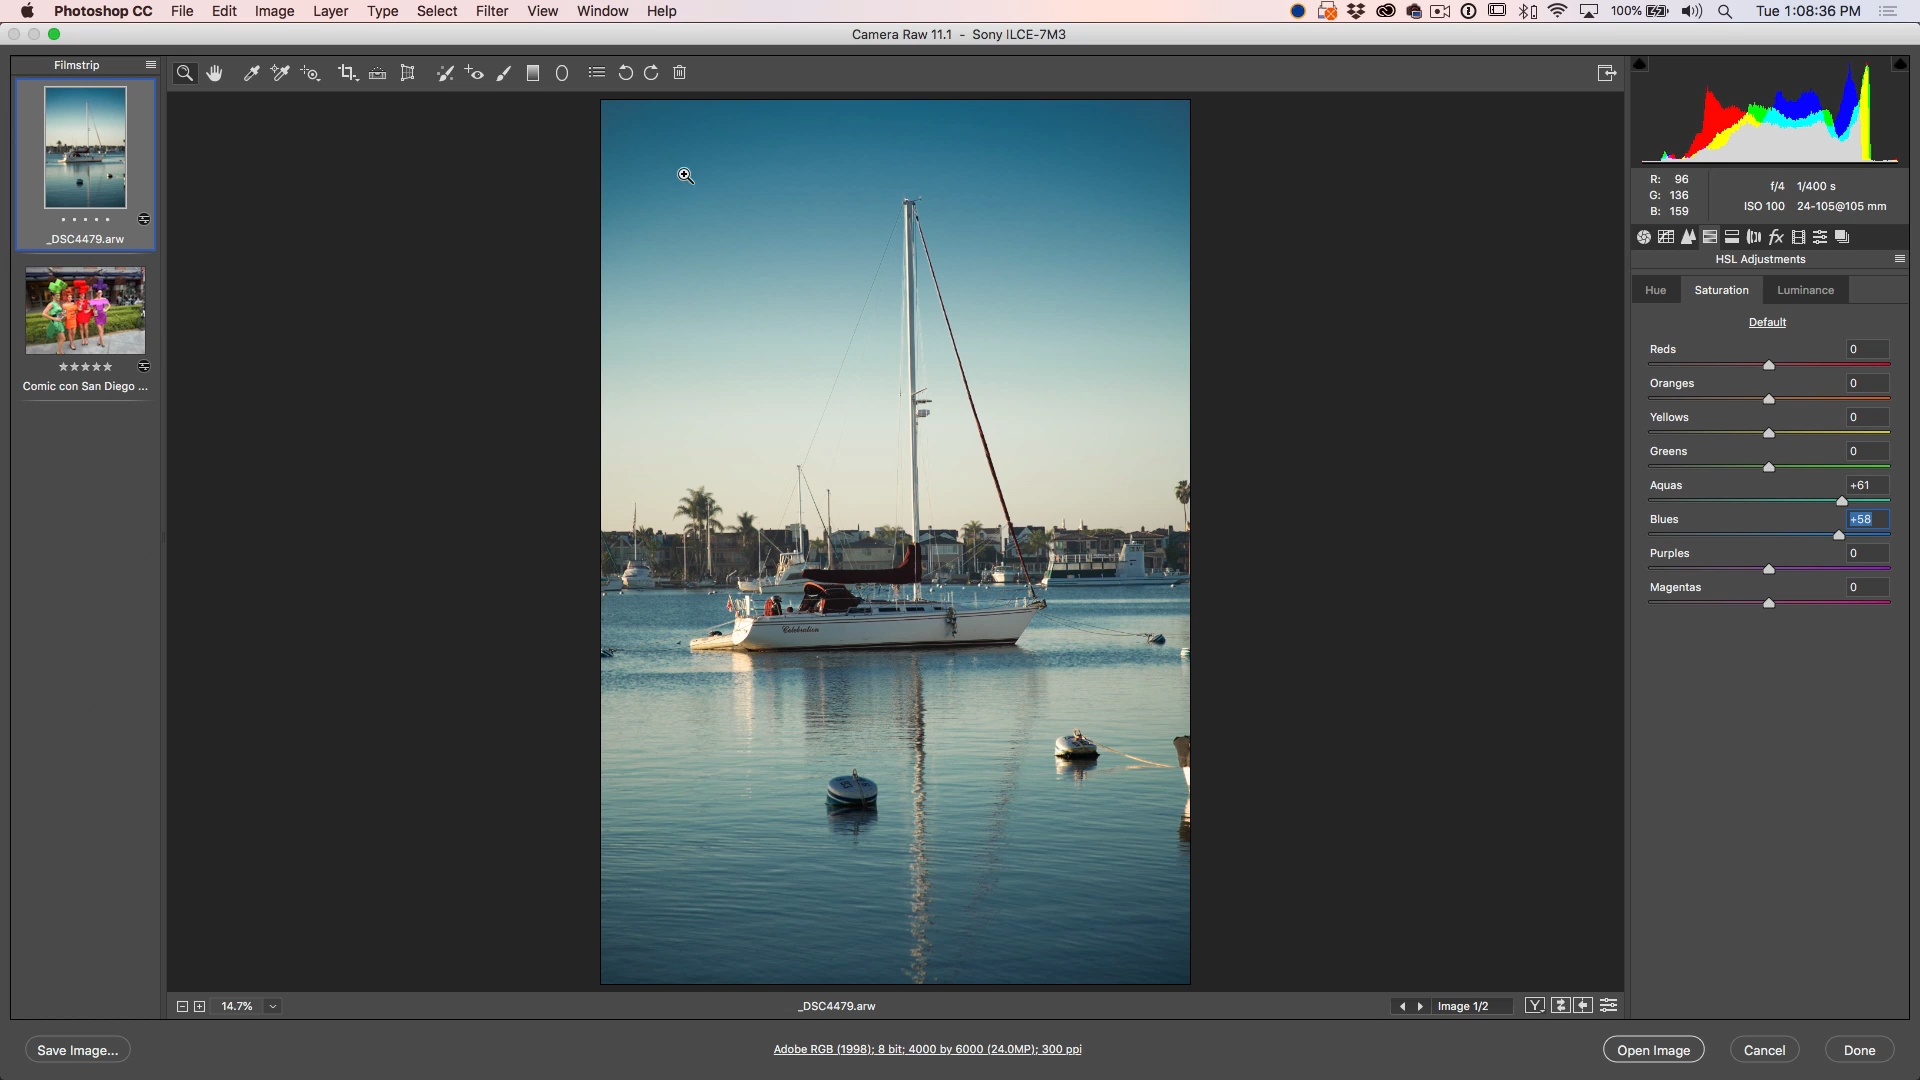 Photoshop CC File Edit Image Layer Type Select Filter View Window Help 100% Tue 1:08:36 PM
Camera Raw 11.1 - Sony ILCE-7M3
Filmstrip
_DSC4479.arw
Comic con San Diego ...
Celebration
14.7%
_DSC4479.arw
Image 1/2
Y
R: 96
G: 136
B: 159
f/4 1/400 s
ISO 100 24-105@105 mm
fx
HSL Adjustments
Hue Saturation Luminance
Default
Reds 0
Oranges 0
Yellows 0
Greens 0
Aquas +61
Blues +58
Purples 0
Magentas 0
Save Image...
Adobe RGB (1998); 8 bit; 4000 by 6000 (24.0MP); 300 ppi
Open Image Cancel Done